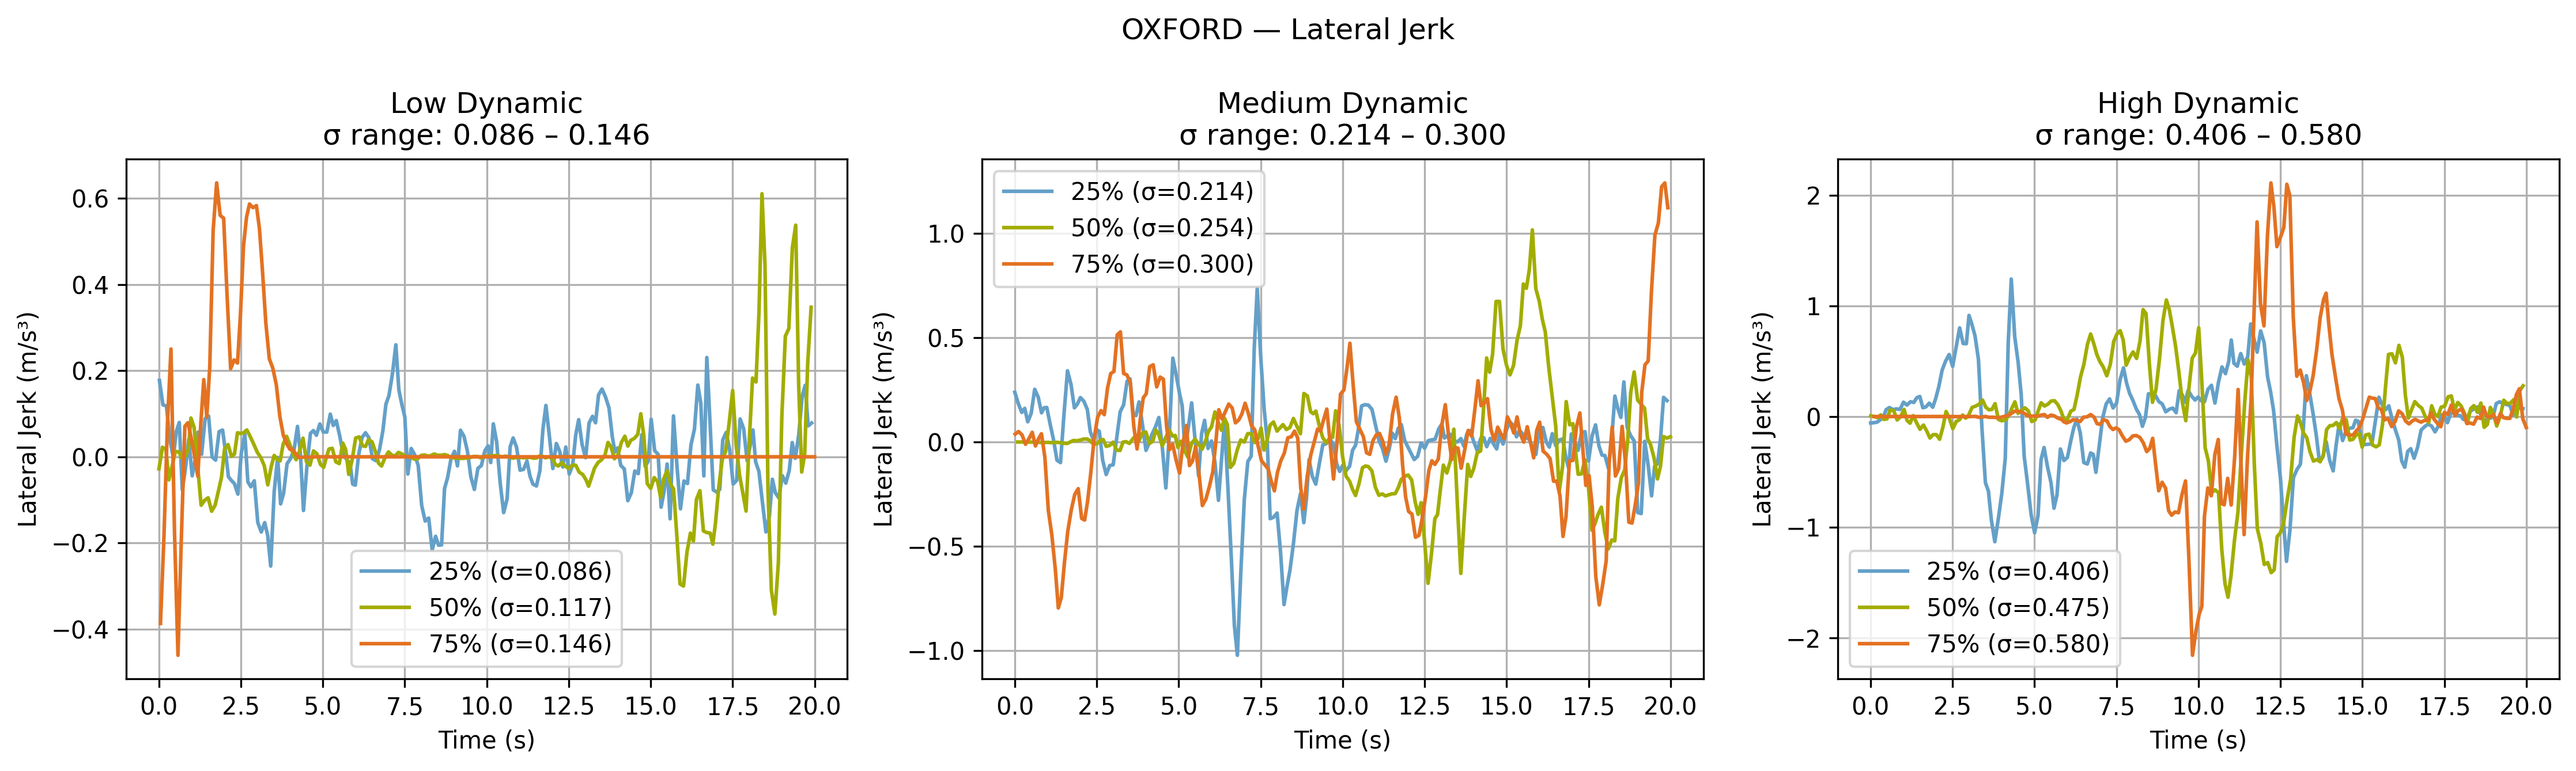 OXFORD — Lateral Jerk
Low Dynamic
σ range: 0.086 – 0.146
Lateral Jerk (m/s³)
0.6
0.4
0.2
0.0
−0.2
−0.4
25% (σ=0.086)
50% (σ=0.117)
75% (σ=0.146)
0.0 2.5 5.0 7.5 10.0 12.5 15.0 17.5 20.0
Time (s)
Medium Dynamic
σ range: 0.214 – 0.300
Lateral Jerk (m/s³)
1.0
0.5
0.0
−0.5
−1.0
25% (σ=0.214)
50% (σ=0.254)
75% (σ=0.300)
0.0 2.5 5.0 7.5 10.0 12.5 15.0 17.5 20.0
Time (s)
High Dynamic
σ range: 0.406 – 0.580
Lateral Jerk (m/s³)
2
1
0
−1
−2
25% (σ=0.406)
50% (σ=0.475)
75% (σ=0.580)
0.0 2.5 5.0 7.5 10.0 12.5 15.0 17.5 20.0
Time (s)